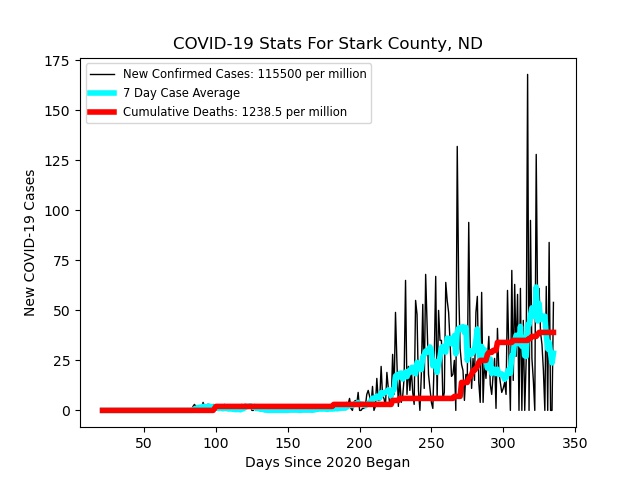 COVID-19 Stats For Stark County, ND
New Confirmed Cases: 115500 per million
7 Day Case Average
Cumulative Deaths: 1238.5 per million
New COVID-19 Cases
175
150
125
100
75
50
25
0
50 100 150 200 250 300 350
Days Since 2020 Began